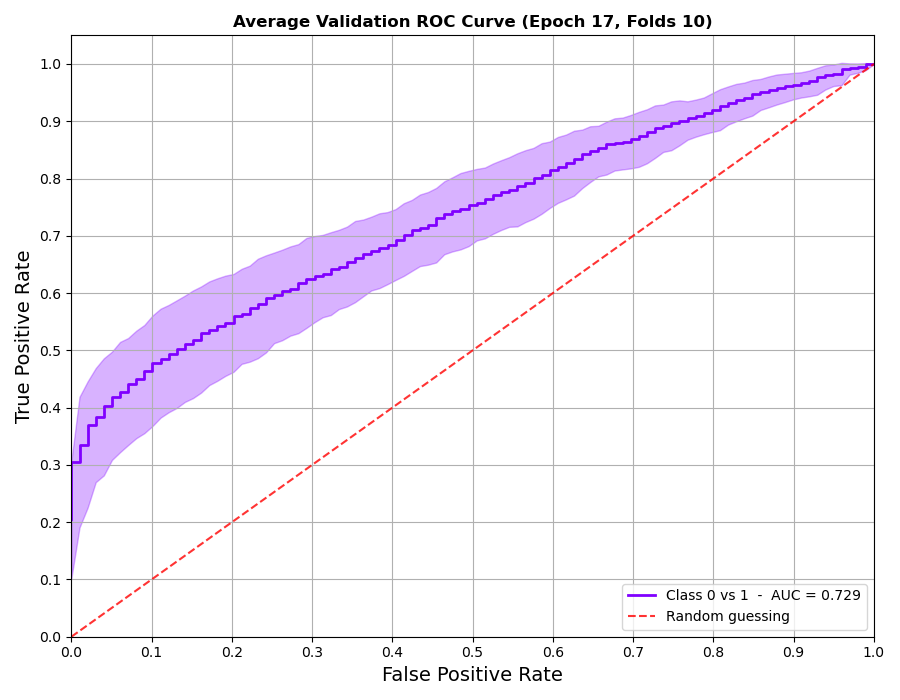 Average Validation ROC Curve (Epoch 17, Folds 10)
True Positive Rate
1.0
0.9
0.8
0.7
0.6
0.5
0.4
0.3
0.2
0.1
0.0
Class 0 vs 1 - AUC = 0.729
Random guessing
0.0 0.1 0.2 0.3 0.4 0.5 0.6 0.7 0.8 0.9 1.0
False Positive Rate